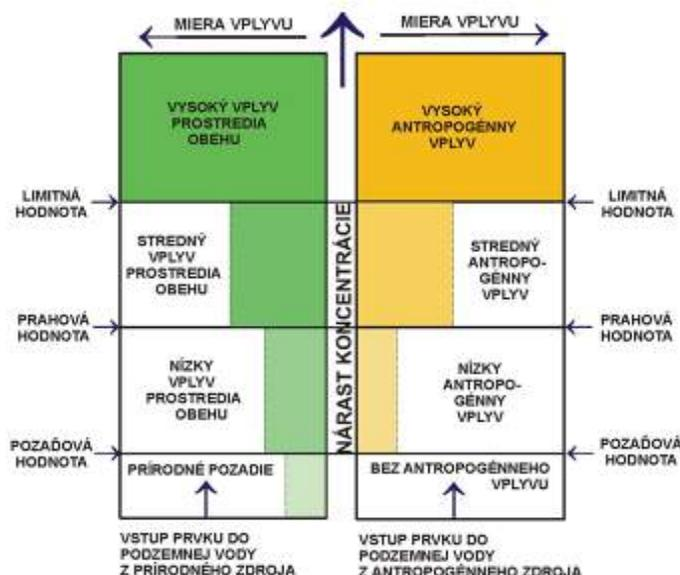 MIERA VPLYVU
MIERA VPLYVU
VYSOKÝ VPLYV
PROSTREDIA
OBEHU
VYSOKÝ
ANTROPOGÉNNY
VPLYV
LIMITNÁ
HODNOTA
LIMITNÁ
HODNOTA
NÁRAST KONCENTRÁCIE
STREDNÝ
VPLYV
PROSTREDIA
OBEHU
STREDNÝ
ANTROPO-
GÉNNY
VPLYV
PRAHOVÁ
HODNOTA
PRAHOVÁ
HODNOTA
NÍZKY
VPLYV
PROSTREDIA
OBEHU
NÍZKY
ANTROPO-
GÉNNY
VPLYV
POZAĎOVÁ
HODNOTA
POZAĎOVÁ
HODNOTA
PRÍRODNÉ POZADIE
BEZ ANTROPOGÉNNEHO
VPLYVU
VSTUP PRVKU DO
PODZEMNEJ VODY
Z PRÍRODNÉHO ZDROJA
VSTUP PRVKU DO
PODZEMNEJ VODY
Z ANTROPOGÉNNEHO ZDROJA